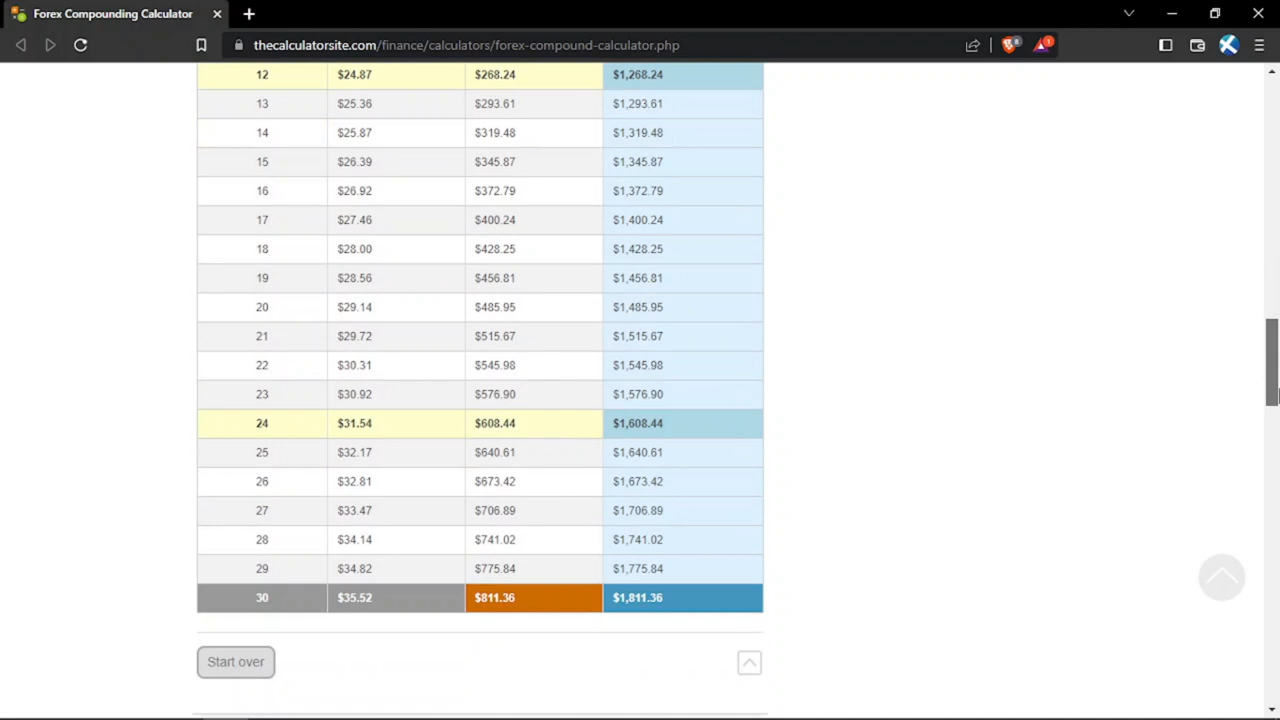 Forex Compounding Calculator
thecalculatorsite.com/finance/calculators/forex-compound-calculator.php
8
1
12 $24.87 $268.24 $1,268.24
13 $25.36 $293.61 $1,293.61
14 $25.87 $319.48 $1,319.48
15 $26.39 $345.87 $1,345.87
16 $26.92 $372.79 $1,372.79
17 $27.46 $400.24 $1,400.24
18 $28.00 $428.25 $1,428.25
19 $28.56 $456.81 $1,456.81
20 $29.14 $485.95 $1,485.95
21 $29.72 $515.67 $1,515.67
22 $30.31 $545.98 $1,545.98
23 $30.92 $576.90 $1,576.90
24 $31.54 $608.44 $1,608.44
25 $32.17 $640.61 $1,640.61
26 $32.81 $673.42 $1,673.42
27 $33.47 $706.89 $1,706.89
28 $34.14 $741.02 $1,741.02
29 $34.82 $775.84 $1,775.84
30 $35.52 $811.36 $1,811.36
Start over